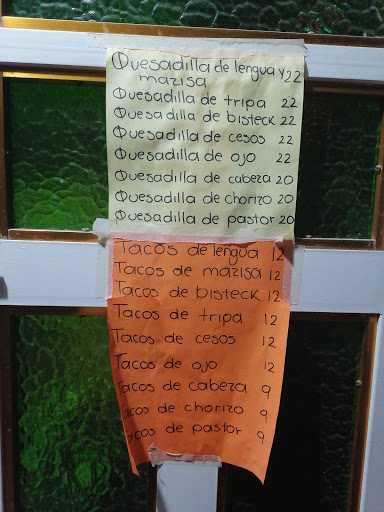 Quesadilla de lengua y 22
mazisa
Quesadilla de tripa 22
Quesadilla de bisteck 22
Quesadilla de cesos 22
Quesadilla de ojo 22
Quesadilla de cabeza 20
Quesadilla de chorizo 20
Quesadilla de pastor 20
Tacos de lengua 12
Tacos de mazisa 12
Tacos de bisteck 12
Tacos de tripa 12
Tacos de cesos 12
Tacos de ojo 12
Tacos de cabeza 9
Tacos de chorizo 9
Tacos de pastor 9